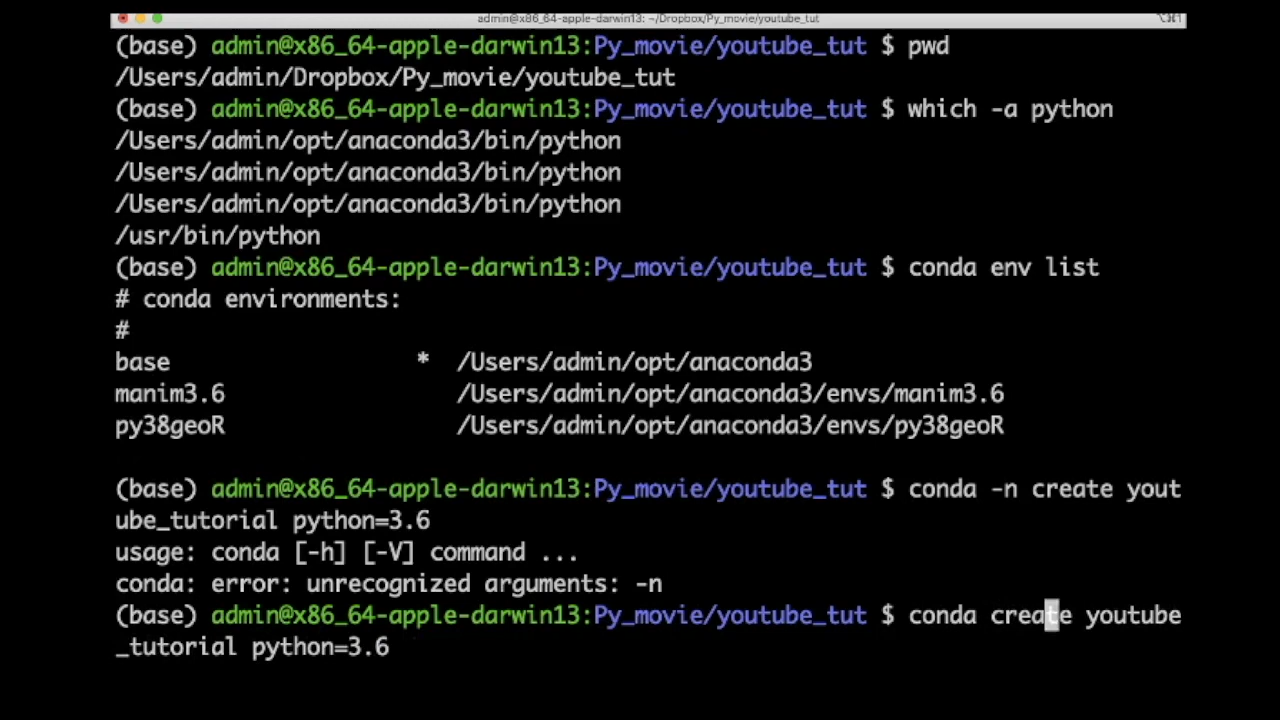 admin@x86_64-apple-darwin13: ~/Dropbox/Py_movie/youtube_tut ⌥⌘1
(base) admin@x86_64-apple-darwin13:Py_movie/youtube_tut $ pwd
/Users/admin/Dropbox/Py_movie/youtube_tut
(base) admin@x86_64-apple-darwin13:Py_movie/youtube_tut $ which -a python
/Users/admin/opt/anaconda3/bin/python
/Users/admin/opt/anaconda3/bin/python
/Users/admin/opt/anaconda3/bin/python
/usr/bin/python
(base) admin@x86_64-apple-darwin13:Py_movie/youtube_tut $ conda env list
# conda environments:
#
base                  *  /Users/admin/opt/anaconda3
manim3.6                 /Users/admin/opt/anaconda3/envs/manim3.6
py38geoR                 /Users/admin/opt/anaconda3/envs/py38geoR
(base) admin@x86_64-apple-darwin13:Py_movie/youtube_tut $ conda -n create yout
ube_tutorial python=3.6
usage: conda [-h] [-V] command ...
conda: error: unrecognized arguments: -n
(base) admin@x86_64-apple-darwin13:Py_movie/youtube_tut $ conda create youtube
_tutorial python=3.6